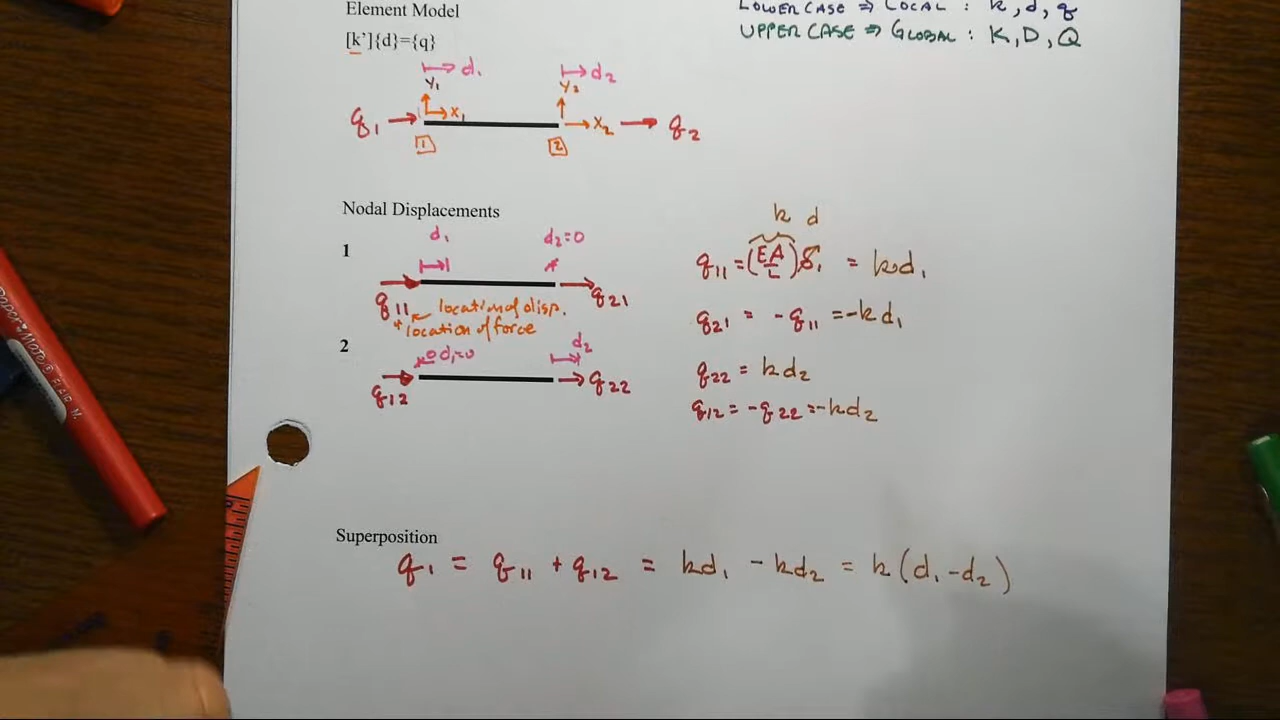 Element Model
LOWER CASE ⇒ LOCAL : k, d, q
[k']{d}={q}
UPPER CASE ⇒ GLOBAL : K, D, Q
d₁ d₂
y₁ y₂
q₁ x₁ x₂ q₂
1 2
Nodal Displacements
k d
1
d₁ d₂=0
q₁₁ = (EA/L) δ₁ = kd₁
q₁₁ q₂₁
location of disp.
location of force
q₂₁ = -q₁₁ = -kd₁
2
d₁=0 d₂
q₁₂ q₂₂
q₂₂ = kd₂
q₁₂ = -q₂₂ = -kd₂
Superposition
q₁ = q₁₁ + q₁₂ = kd₁ - kd₂ = k(d₁-d₂)